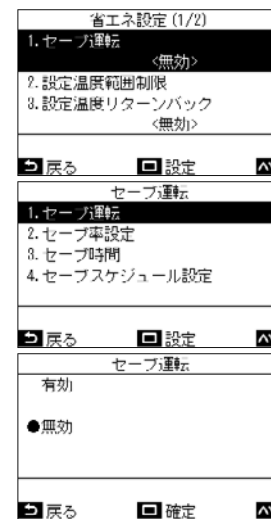 省エネ設定 (1/2)
1.セーブ運転
<無効>
2.設定温度範囲制限
3.設定温度リターンバック
<無効>
戻る 設定
セーブ運転
1.セーブ運転
2.セーブ率設定
3.セーブ時間
4.セーブスケジュール設定
戻る 設定
セーブ運転
有効
●無効
戻る 確定